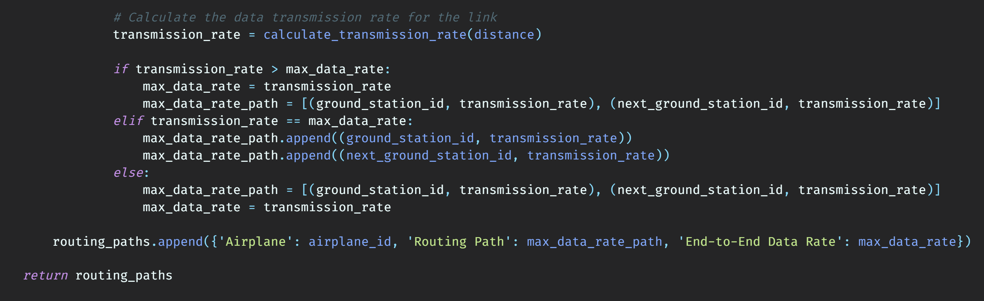 # Calculate the data transmission rate for the link
transmission_rate = calculate_transmission_rate(distance)
if transmission_rate > max_data_rate:
max_data_rate = transmission_rate
max_data_rate_path = [(ground_station_id, transmission_rate), (next_ground_station_id, transmission_rate)]
elif transmission_rate == max_data_rate:
max_data_rate_path.append((ground_station_id, transmission_rate))
max_data_rate_path.append((next_ground_station_id, transmission_rate))
else:
max_data_rate_path = [(ground_station_id, transmission_rate), (next_ground_station_id, transmission_rate)]
max_data_rate = transmission_rate
routing_paths.append({'Airplane': airplane_id, 'Routing Path': max_data_rate_path, 'End-to-End Data Rate': max_data_rate})
return routing_paths